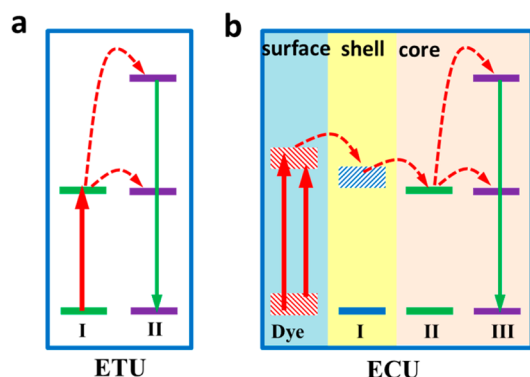 a
I II
ETU
b
surface shell core
Dye I II III
ECU